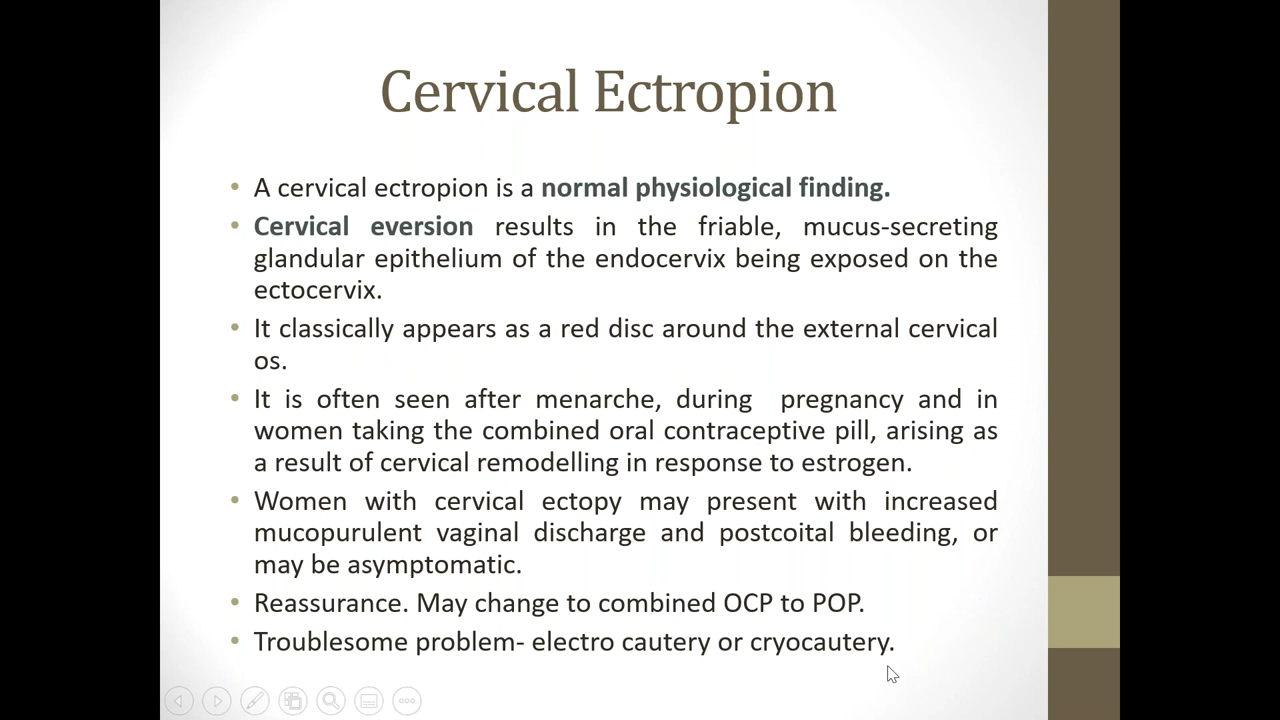 Cervical Ectropion
• A cervical ectropion is a normal physiological finding.
• Cervical eversion results in the friable, mucus-secreting
glandular epithelium of the endocervix being exposed on the
ectocervix.
• It classically appears as a red disc around the external cervical
os.
• It is often seen after menarche, during pregnancy and in
women taking the combined oral contraceptive pill, arising as
a result of cervical remodelling in response to estrogen.
• Women with cervical ectopy may present with increased
mucopurulent vaginal discharge and postcoital bleeding, or
may be asymptomatic.
• Reassurance. May change to combined OCP to POP.
• Troublesome problem- electro cautery or cryocautery.